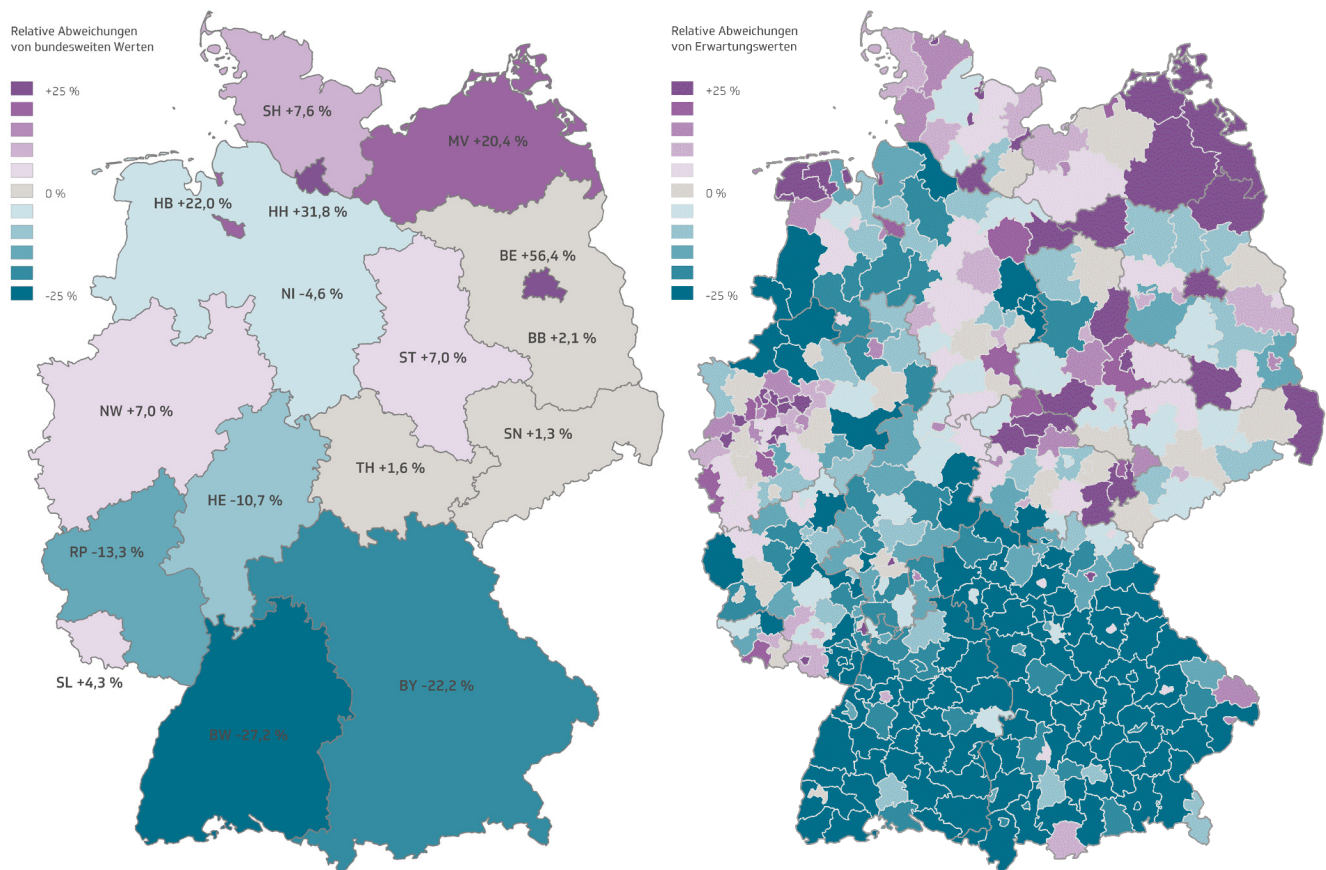 Relative Abweichungen
von bundesweiten Werten
+25 %
0 %
-25 %
SH +7,6 %
MV +20,4 %
HB +22,0 %
HH +31,8 %
BE +56,4 %
NI -4,6 %
BB +2,1 %
ST +7,0 %
NW +7,0 %
SN +1,3 %
TH +1,6 %
HE -10,7 %
RP -13,3 %
SL +4,3 %
BY -22,2 %
BW -27,2 %
Relative Abweichungen
von Erwartungswerten
+25 %
0 %
-25 %